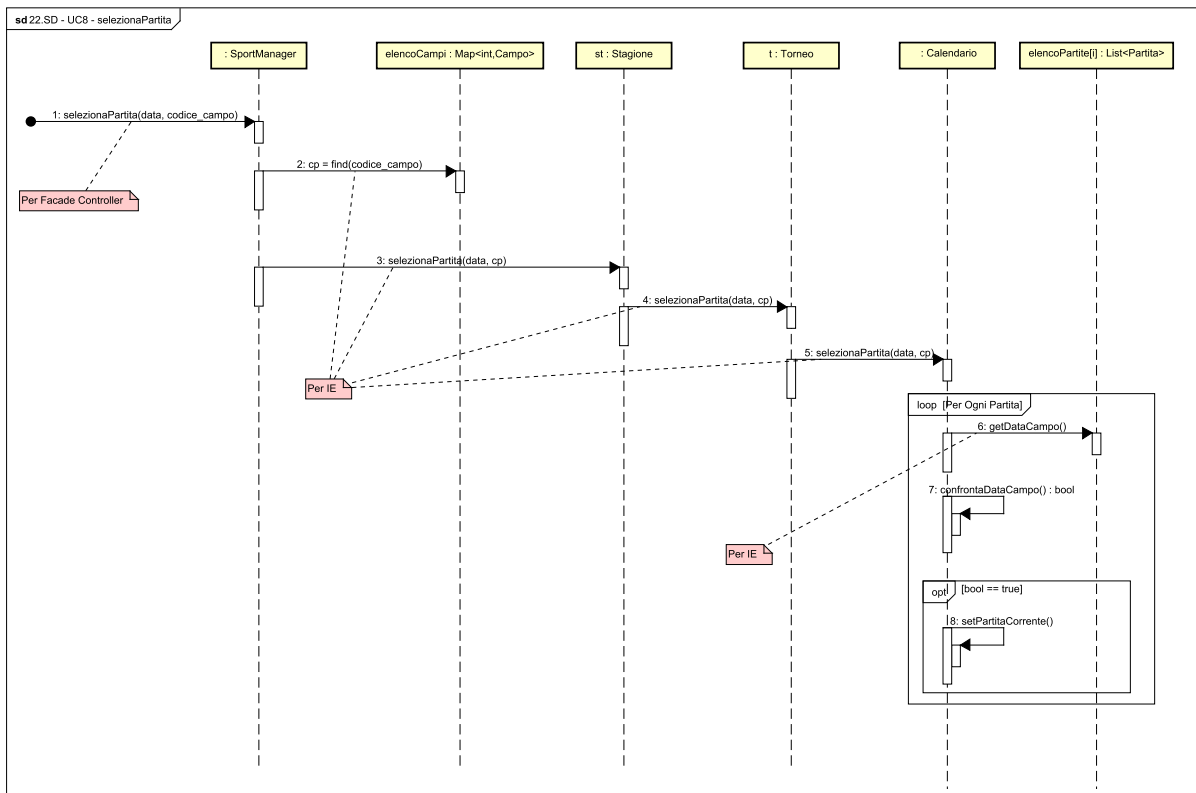 sd 22.SD - UC8 - selezionaPartita
: SportManager
elencoCampi : Map<int,Campo>
st : Stagione
t : Torneo
: Calendario
elencoPartite[i] : List<Partita>
1: selezionaPartita(data, codice_campo)
2: cp = find(codice_campo)
Per Facade Controller
3: selezionaPartita(data, cp)
4: selezionaPartita(data, cp)
5: selezionaPartita(data, cp)
Per IE
loop [Per Ogni Partita]
6: getDataCampo()
7: confrontaDataCampo() : bool
Per IE
opt [bool == true]
8: setPartitaCorrente()